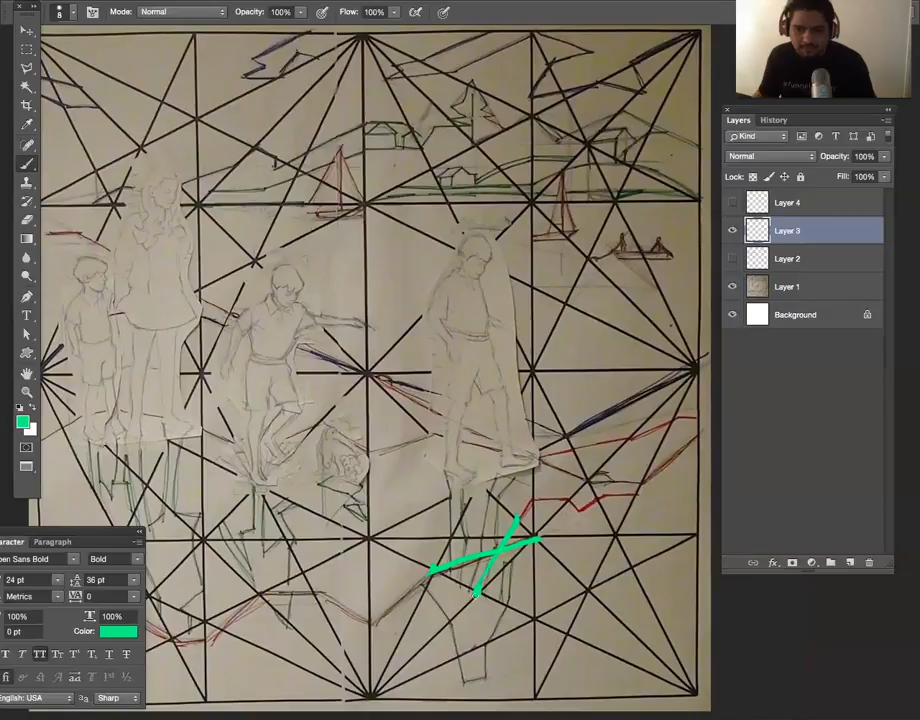 8
Mode: Normal
Opacity: 100%
Flow: 100%
Layers
History
Kind
Normal
Opacity: 100%
Lock:
Fill: 100%
Layer 4
Layer 3
Layer 2
Layer 1
Background
Paragraph
Bold
24 pt
36 pt
Metrics
0
100%
100%
0 pt
Color:
English: USA
Sharp